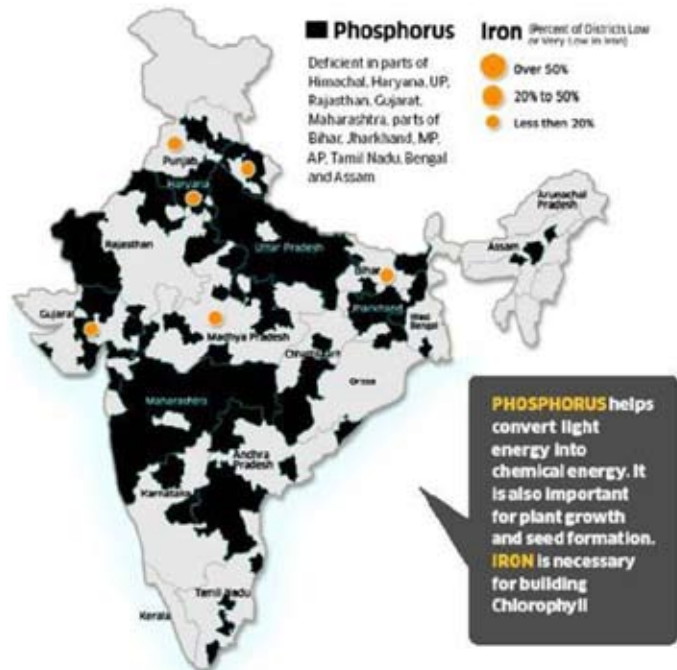 Phosphorus
Deficient in parts of
Himachal, Haryana, UP,
Rajasthan, Gujarat,
Maharashtra, parts of
Bihar, Jharkhand, MP,
AP, Tamil Nadu, Bengal
and Assam
Iron (Percent of Districts Low
or Very Low in Iron)
Over 50%
20% to 50%
Less then 20%
Punjab
Haryana
Rajasthan
Uttar Pradesh
Arunachal
Pradesh
Assam
Bihar
Jharkhand
West
Bengal
Gujarat
Madhya Pradesh
Orissa
Maharashtra
Andhra
Pradesh
Karnataka
Tamil Nadu
Kerala
PHOSPHORUS helps
convert light
energy into
chemical energy. It
is also important
for plant growth
and seed formation.
IRON is necessary
for building
Chlorophyll